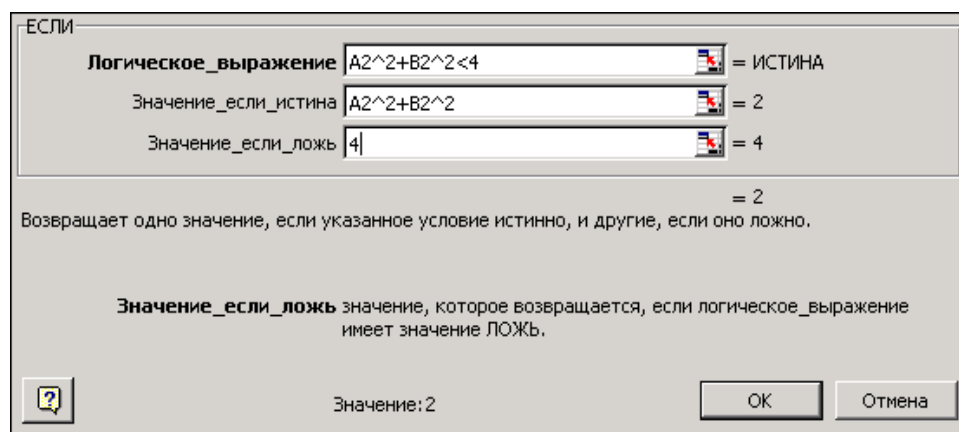 ЕСЛИ
Логическое_выражение A2^2+B2^2<4 = ИСТИНА
Значение_если_истина A2^2+B2^2 = 2
Значение_если_ложь 4 = 4
= 2
Возвращает одно значение, если указанное условие истинно, и другие, если оно ложно.
Значение_если_ложь значение, которое возвращается, если логическое_выражение
имеет значение ЛОЖЬ.
? Значение:2 ОК Отмена